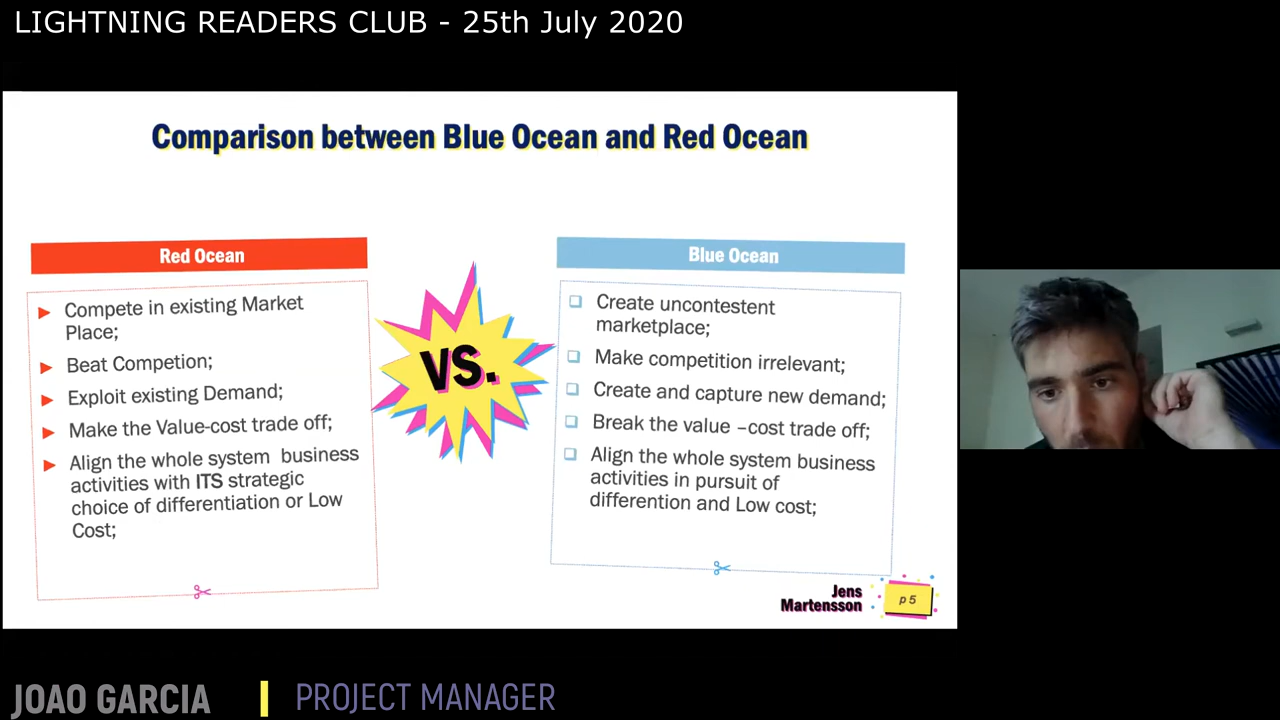 LIGHTNING READERS CLUB - 25th July 2020
Comparison between Blue Ocean and Red Ocean
Red Ocean
Compete in existing Market
Place;
Beat Competion;
Exploit existing Demand;
Make the Value-cost trade off;
Align the whole system business
activities with ITS strategic
choice of differentiation or Low
Cost;
VS.
Blue Ocean
Create uncontestent
marketplace;
Make competition irrelevant;
Create and capture new demand;
Break the value –cost trade off;
Align the whole system business
activities in pursuit of
differention and Low cost;
Jens
Martensson
p 5
JOAO GARCIA
PROJECT MANAGER